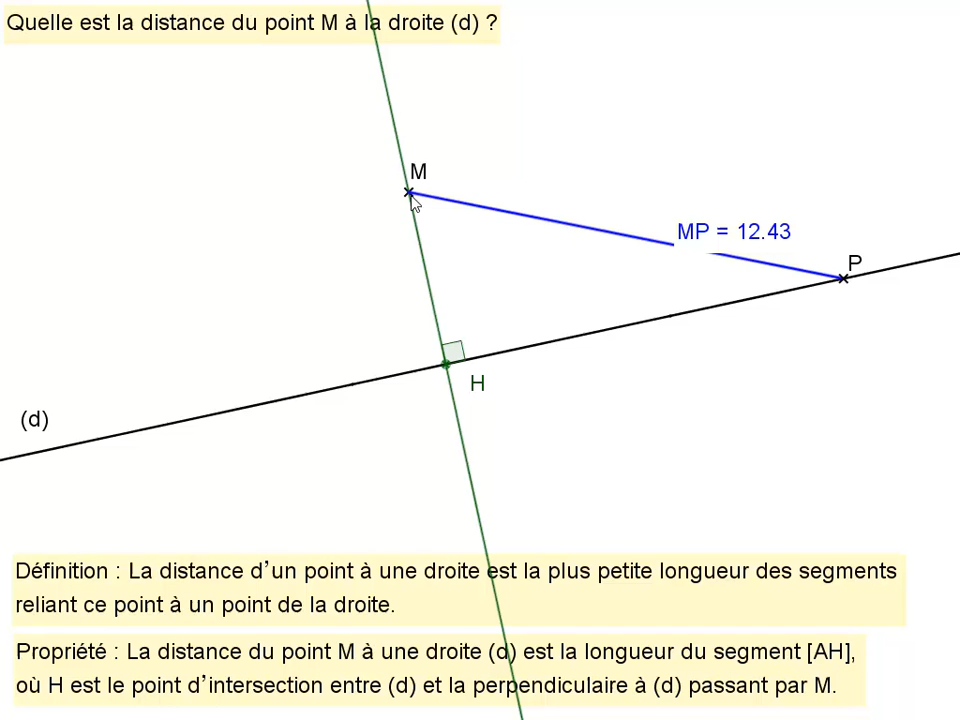 Quelle est la distance du point M à la droite (d) ?
M
MP = 12.43
P
H
(d)
Définition : La distance d’un point à une droite est la plus petite longueur des segments
reliant ce point à un point de la droite.
Propriété : La distance du point M à une droite (d) est la longueur du segment [AH],
où H est le point d’intersection entre (d) et la perpendiculaire à (d) passant par M.